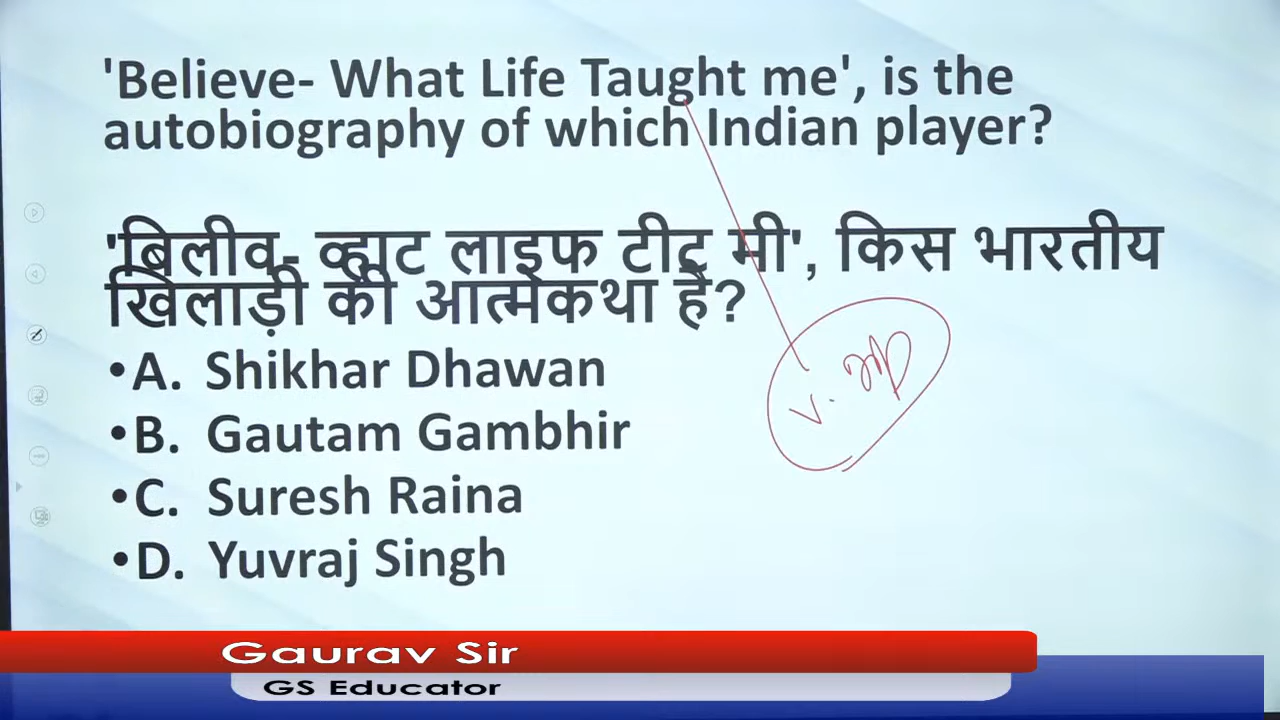 'Believe- What Life Taught me', is the
autobiography of which Indian player?
'बिलीव- व्हाट लाइफ टीट मी', किस भारतीय
खिलाड़ी की आत्मकथा है?
•A. Shikhar Dhawan
•B. Gautam Gambhir
•C. Suresh Raina
•D. Yuvraj Singh
Gaurav Sir
GS Educator